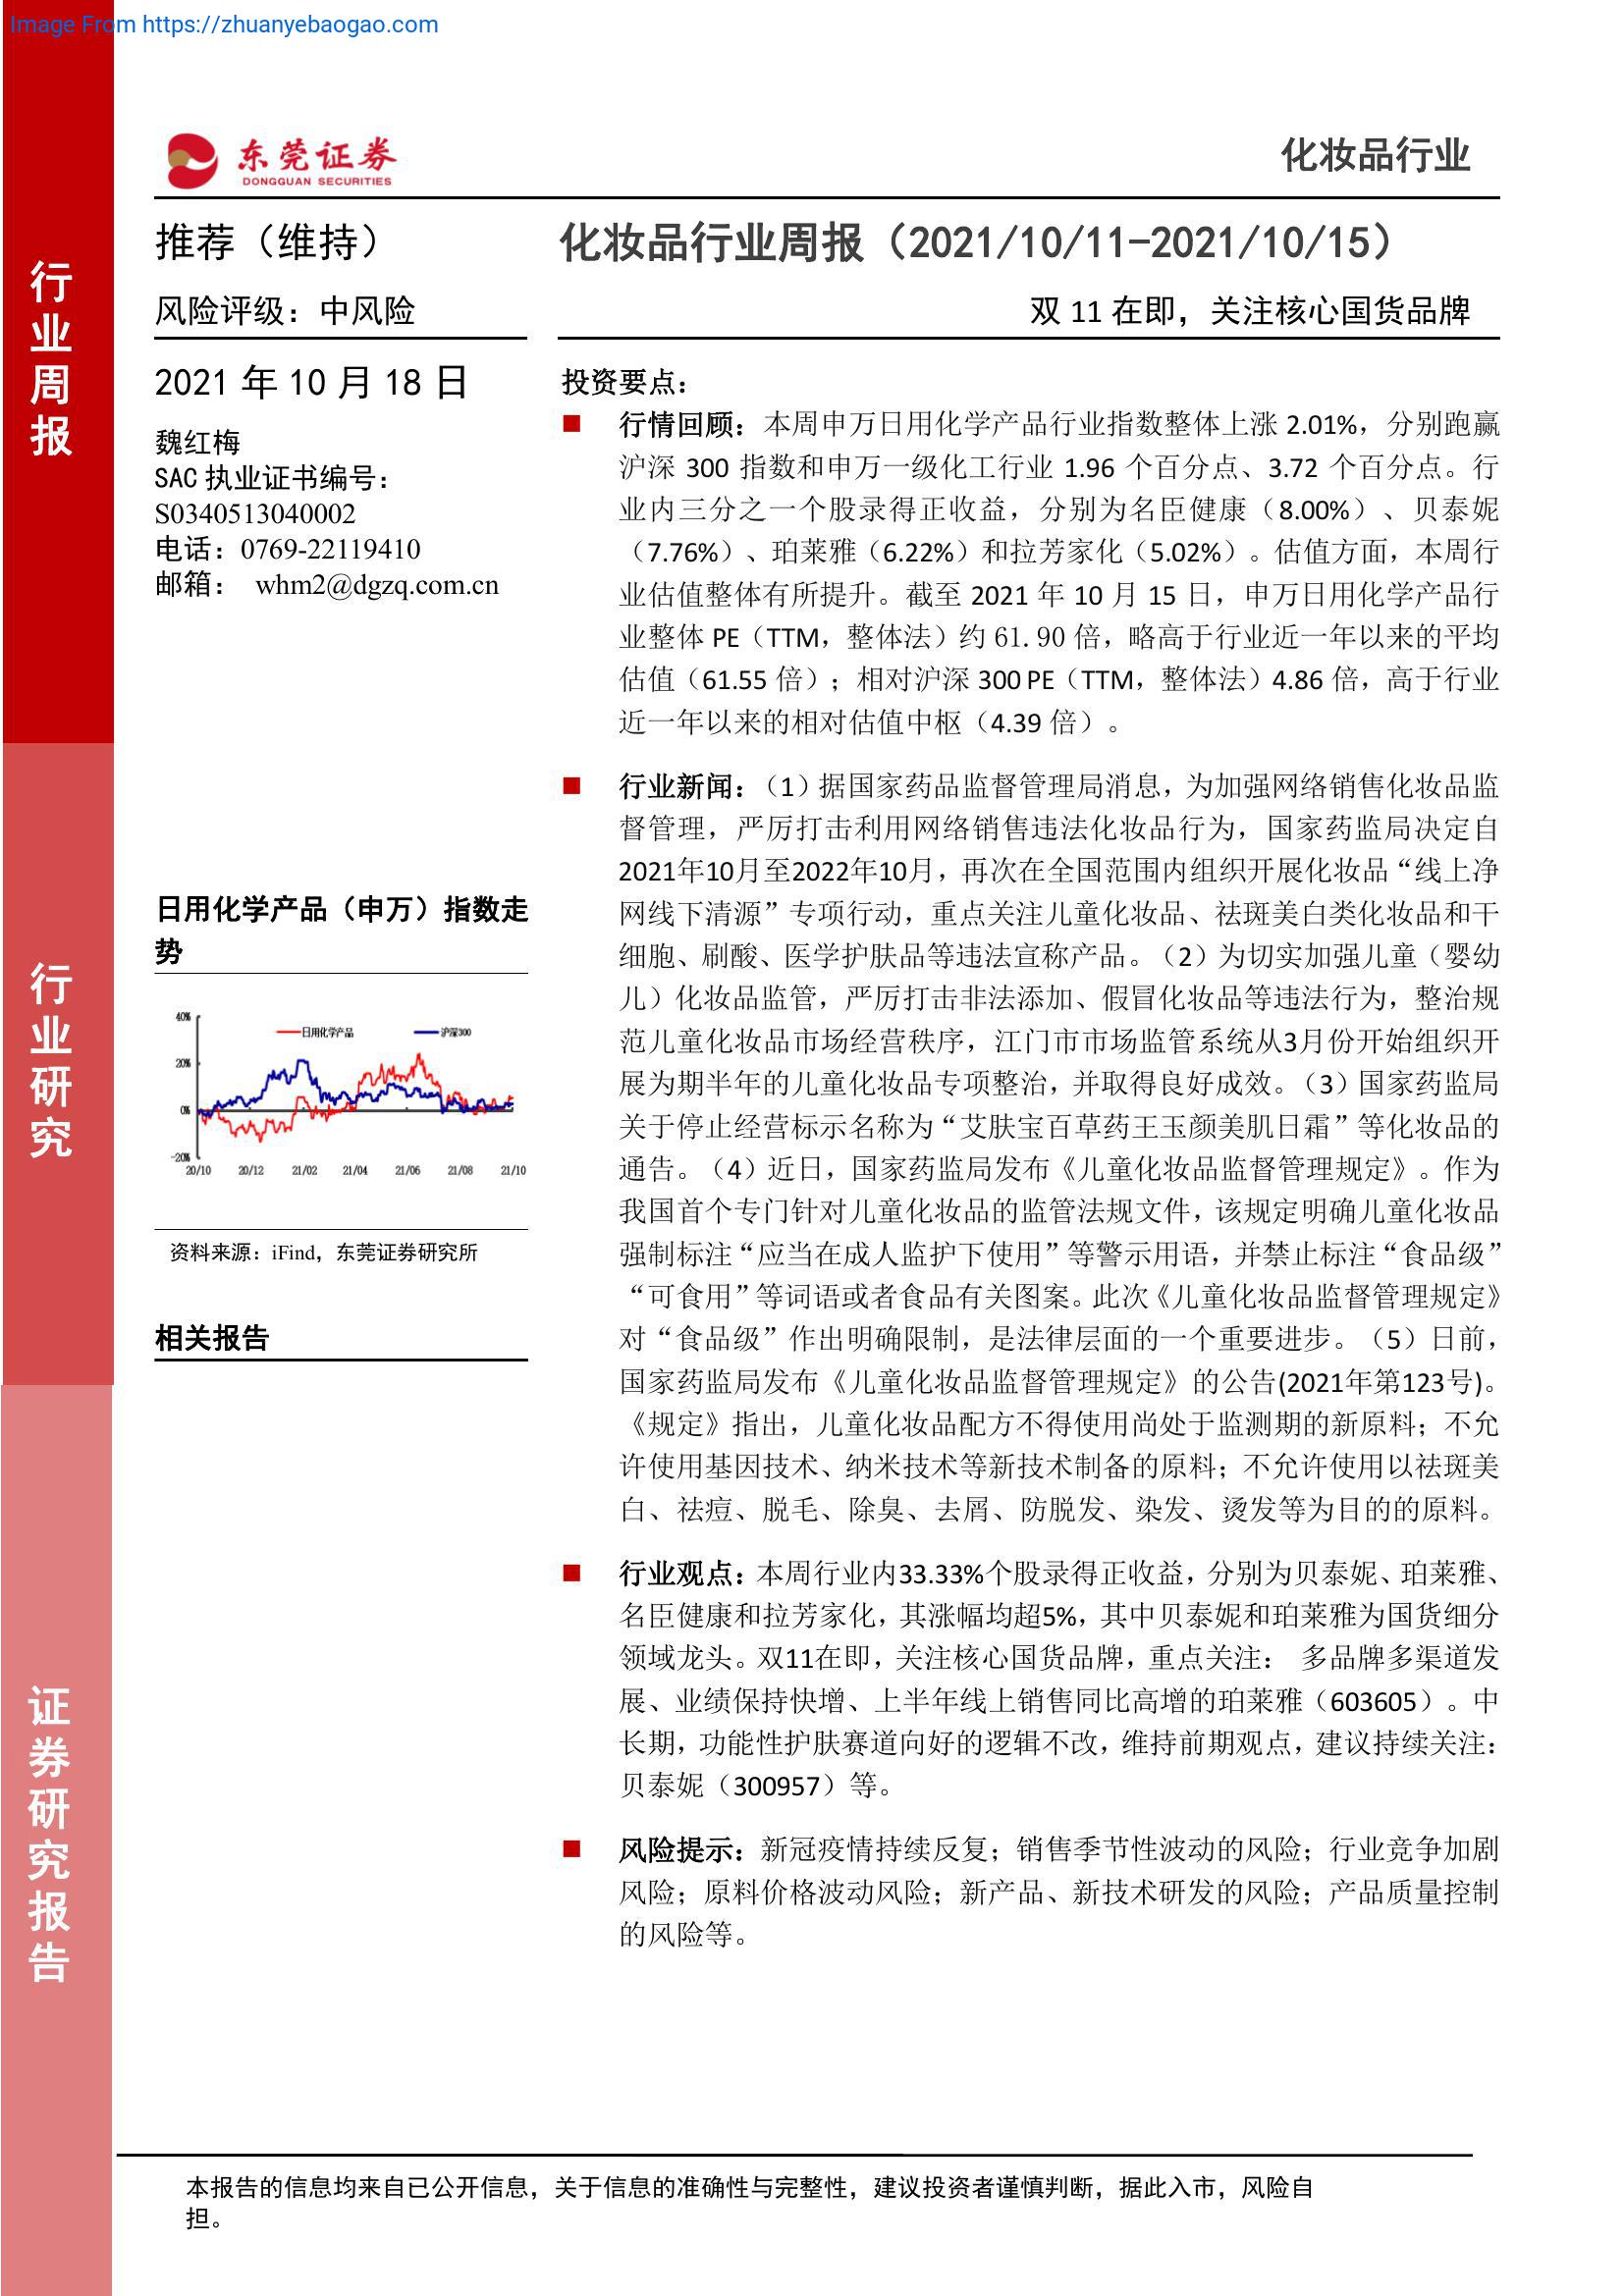 Image From https://zhuanyebaogao.com
东莞证券
DONGGUAN SECURITIES
化妆品行业
行业周报
行业研究
证券研究报告
推荐（维持）
风险评级：中风险
2021 年 10 月 18 日
魏红梅
SAC 执业证书编号：
S0340513040002
电话：0769-22119410
邮箱： whm2@dgzq.com.cn
日用化学产品（申万）指数走
势
40%
20%
0%
-20%
日用化学产品
沪深300
20/10
20/12
21/02
21/04
21/06
21/08
21/10
资料来源：iFind，东莞证券研究所
相关报告
化妆品行业周报（2021/10/11-2021/10/15）
双 11 在即，关注核心国货品牌
投资要点：
行情回顾：本周申万日用化学产品行业指数整体上涨 2.01%，分别跑赢
沪深 300 指数和申万一级化工行业 1.96 个百分点、3.72 个百分点。行
业内三分之一个股录得正收益，分别为名臣健康（8.00%）、贝泰妮
（7.76%）、珀莱雅（6.22%）和拉芳家化（5.02%）。估值方面，本周行
业估值整体有所提升。截至 2021 年 10 月 15 日，申万日用化学产品行
业整体 PE（TTM，整体法）约 61.90 倍，略高于行业近一年以来的平均
估值（61.55 倍）；相对沪深 300 PE（TTM，整体法）4.86 倍，高于行业
近一年以来的相对估值中枢（4.39 倍）。
行业新闻：（1）据国家药品监督管理局消息，为加强网络销售化妆品监
督管理，严厉打击利用网络销售违法化妆品行为，国家药监局决定自
2021年10月至2022年10月，再次在全国范围内组织开展化妆品“线上净
网线下清源”专项行动，重点关注儿童化妆品、祛斑美白类化妆品和干
细胞、刷酸、医学护肤品等违法宣称产品。（2）为切实加强儿童（婴幼
儿）化妆品监管，严厉打击非法添加、假冒化妆品等违法行为，整治规
范儿童化妆品市场经营秩序，江门市市场监管系统从3月份开始组织开
展为期半年的儿童化妆品专项整治，并取得良好成效。（3）国家药监局
关于停止经营标示名称为“艾肤宝百草药王玉颜美肌日霜”等化妆品的
通告。（4）近日，国家药监局发布《儿童化妆品监督管理规定》。作为
我国首个专门针对儿童化妆品的监管法规文件，该规定明确儿童化妆品
强制标注“应当在成人监护下使用”等警示用语，并禁止标注“食品级”
“可食用”等词语或者食品有关图案。此次《儿童化妆品监督管理规定》
对“食品级”作出明确限制，是法律层面的一个重要进步。（5）日前，
国家药监局发布《儿童化妆品监督管理规定》的公告(2021年第123号)。
《规定》指出，儿童化妆品配方不得使用尚处于监测期的新原料；不允
许使用基因技术、纳米技术等新技术制备的原料；不允许使用以祛斑美
白、祛痘、脱毛、除臭、去屑、防脱发、染发、烫发等为目的的原料。
行业观点：本周行业内33.33%个股录得正收益，分别为贝泰妮、珀莱雅、
名臣健康和拉芳家化，其涨幅均超5%，其中贝泰妮和珀莱雅为国货细分
领域龙头。双11在即，关注核心国货品牌，重点关注： 多品牌多渠道发
展、业绩保持快增、上半年线上销售同比高增的珀莱雅（603605）。中
长期，功能性护肤赛道向好的逻辑不改，维持前期观点，建议持续关注：
贝泰妮（300957）等。
风险提示：新冠疫情持续反复；销售季节性波动的风险；行业竞争加剧
风险；原料价格波动风险；新产品、新技术研发的风险；产品质量控制
的风险等。
本报告的信息均来自已公开信息，关于信息的准确性与完整性，建议投资者谨慎判断，据此入市，风险自
担。